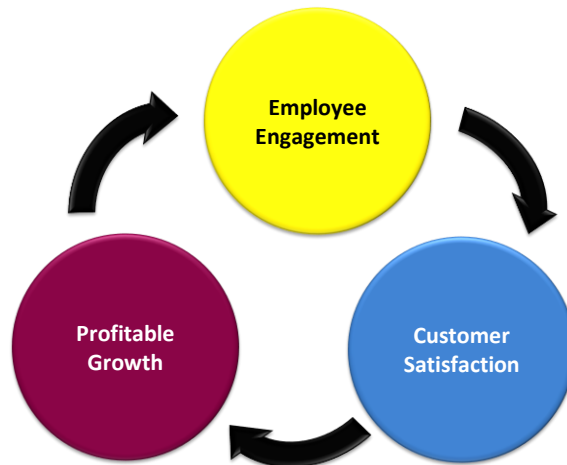 Employee
Engagement
Customer
Satisfaction
Profitable
Growth